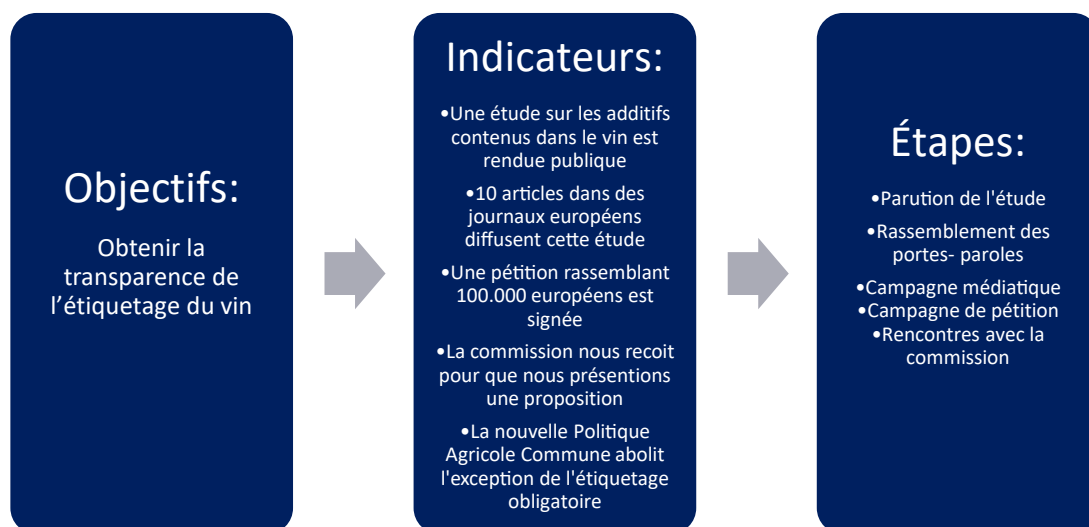 Objectifs:
Obtenir la
transparence de
l’étiquetage du vin
Indicateurs:
•Une étude sur les additifs
contenus dans le vin est
rendue publique
•10 articles dans des
journaux européens
diffusent cette étude
•Une pétition rassemblant
100.000 européens est
signée
•La commission nous recoit
pour que nous présentions
une proposition
•La nouvelle Politique
Agricole Commune abolit
l'exception de l'étiquetage
obligatoire
Étapes:
•Parution de l'étude
•Rassemblement des
portes- paroles
•Campagne médiatique
•Campagne de pétition
•Rencontres avec la
commission